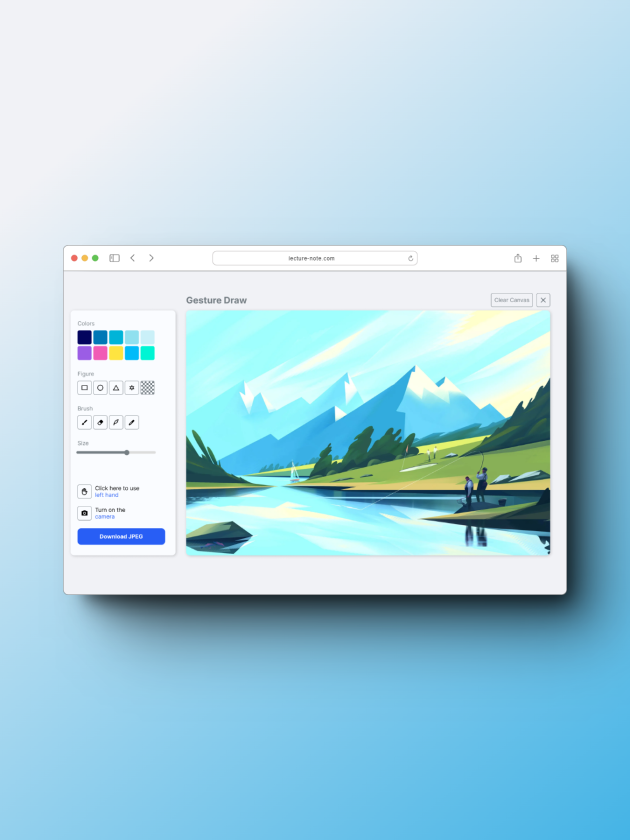 lecture-note.com
Gesture Draw
Clear Canvas
Colors
Figure
Brush
Size
Click here to use
left hand
Turn on the
camera
Download JPEG